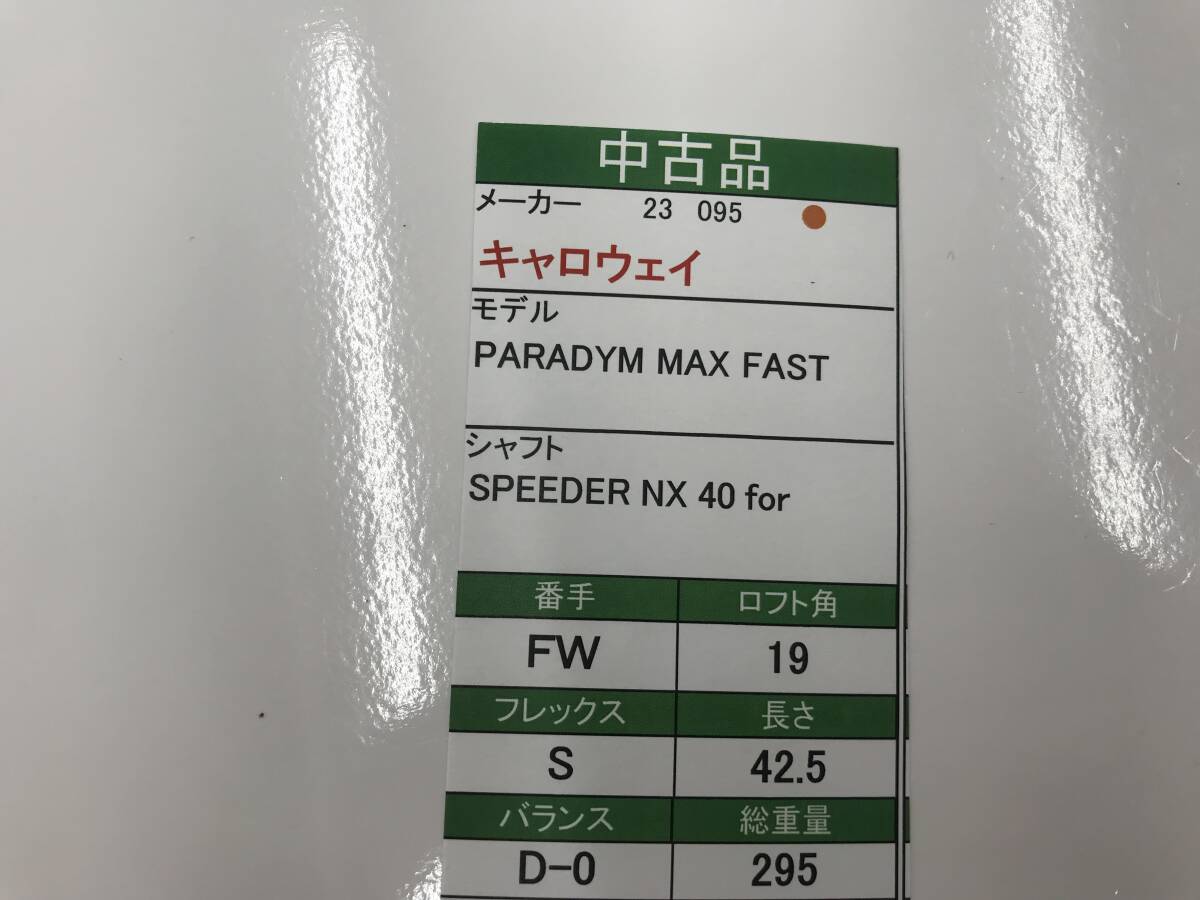 中古品
メーカー 23 095
キャロウェイ
モデル
PARADYM MAX FAST
シャフト
SPEEDER NX 40 for
番手 ロフト角
FW 19
フレックス 長さ
S 42.5
バランス 総重量
D-0 295